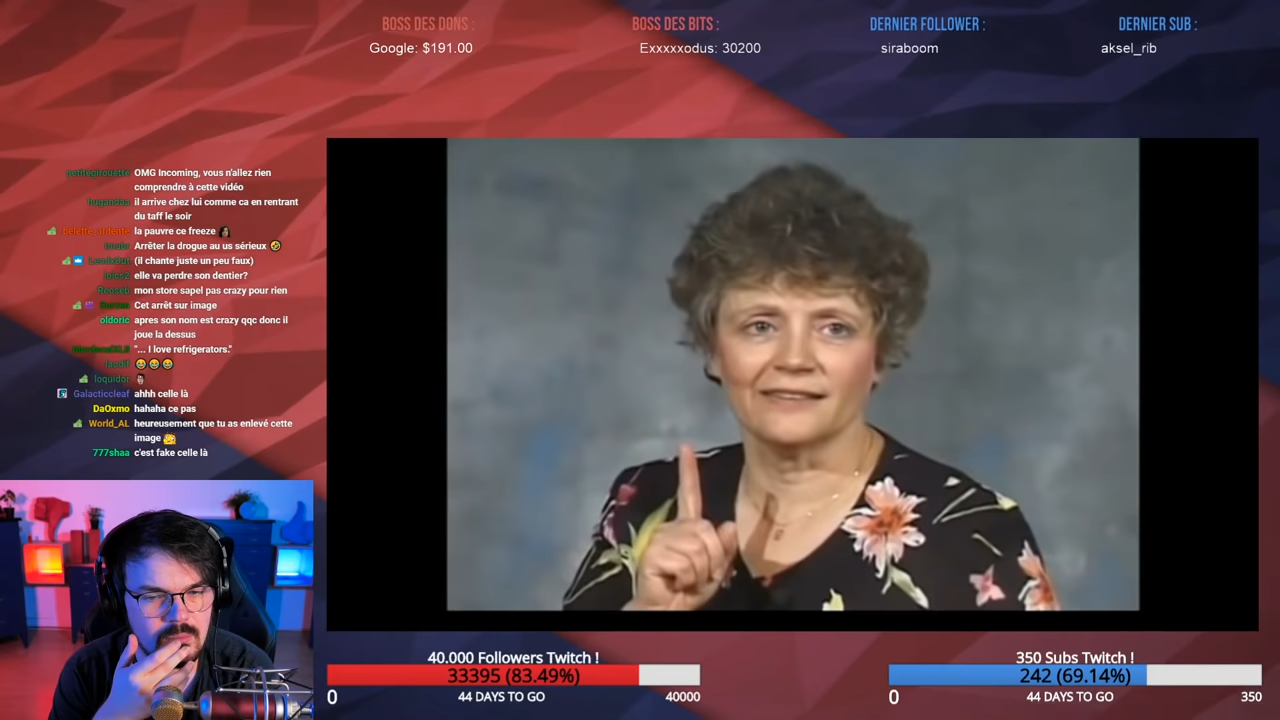 BOSS DES DONS :
BOSS DES BITS :
DERNIER FOLLOWER :
DERNIER SUB :
Google: $191.00
Exxxxxodus: 30200
siraboom
aksel_rib
OMG Incoming, vous n'allez rien
comprendre à cette vidéo
il arrive chez lui comme ca en rentrant
du taff le soir
la pauvre ce freeze
Arrêter la drogue au us sérieux
(il chante juste un peu faux)
elle va perdre son dentier?
mon store sapel pas crazy pour rien
Cet arrêt sur image
oldoric apres son nom est crazy qqc donc il
joue la dessus
"... I love refrigerators."
loquidor
Galacticcleaf ahhh celle là
DaOxmo hahaha ce pas
World_AL heureusement que tu as enlevé cette
image
777shaa c'est fake celle là
40.000 Followers Twitch !
33395 (83.49%)
0 44 DAYS TO GO 40000
350 Subs Twitch !
242 (69.14%)
0 44 DAYS TO GO 350